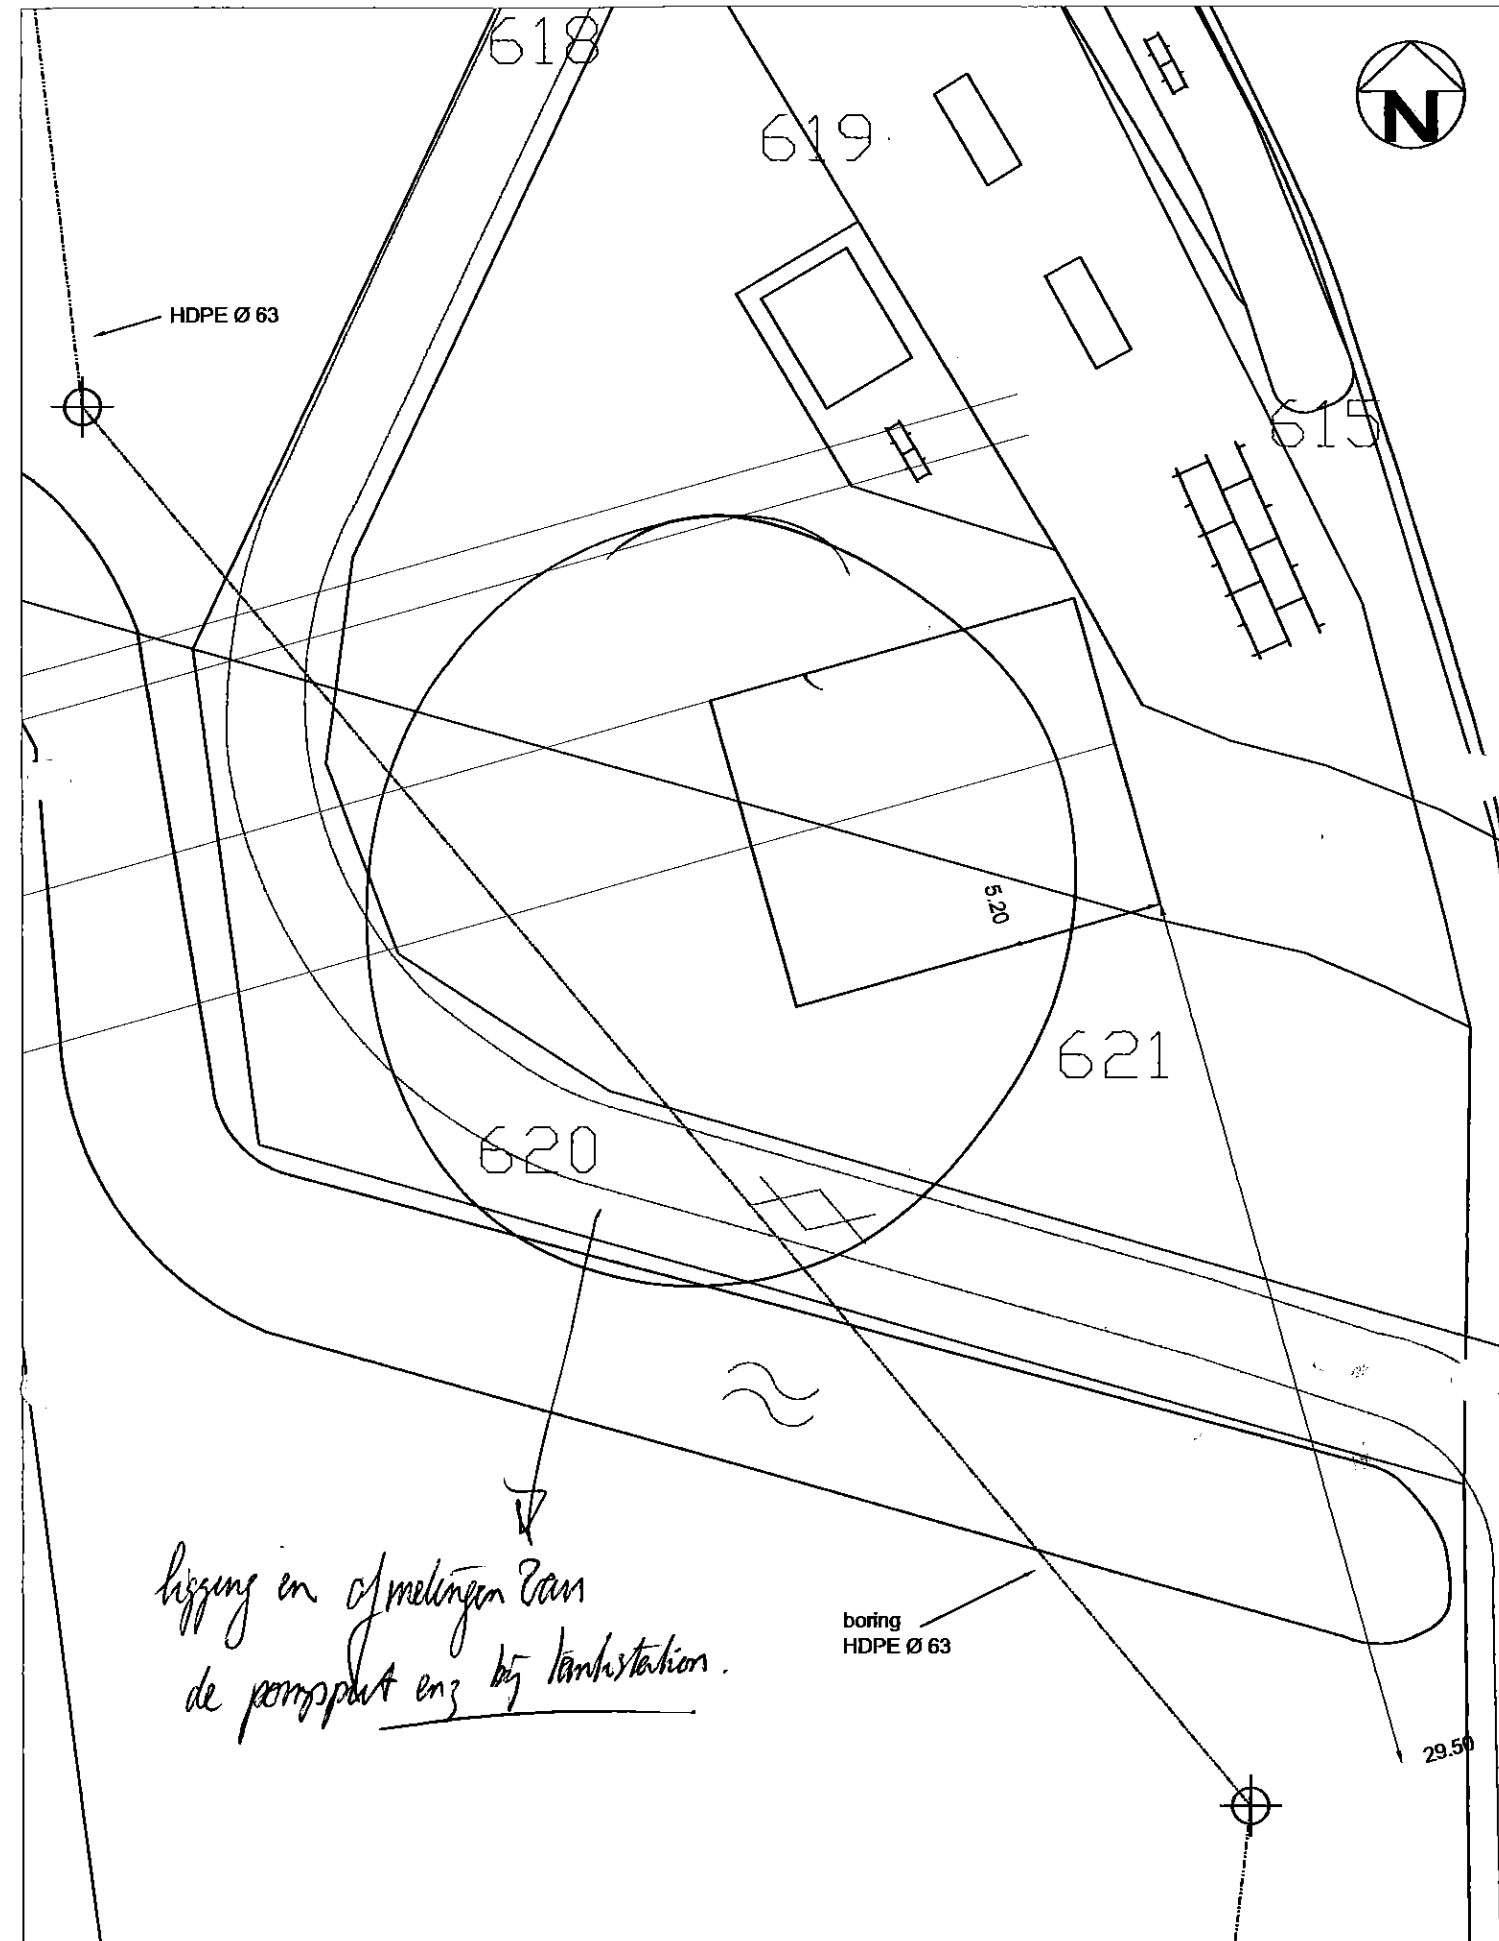 618
619
N
HDPE Ø 63
615
5.20
621
620
ligging en afmetingen van
de pompput enz bij tankstation.
boring
HDPE Ø 63
29.50